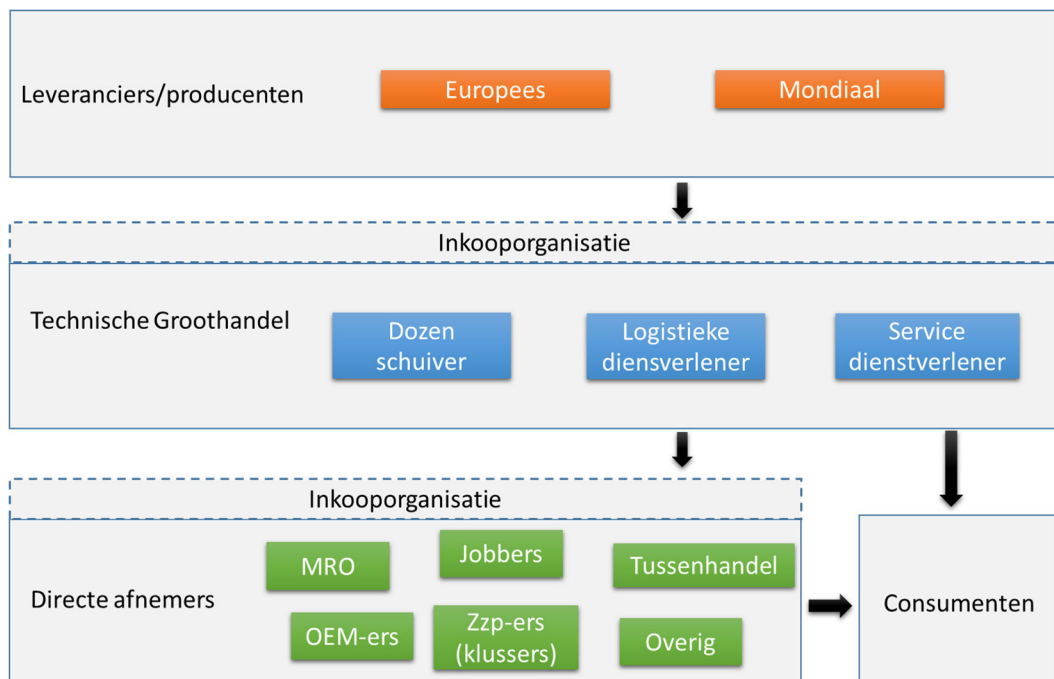 Leveranciers/producenten
Europees
Mondiaal
Inkooporganisatie
Technische Groothandel
Dozen
schuiver
Logistieke
diensverlener
Service
dienstverlener
Inkooporganisatie
Directe afnemers
MRO
Jobbers
Tussenhandel
OEM-ers
Zzp-ers
(klussers)
Overig
Consumenten